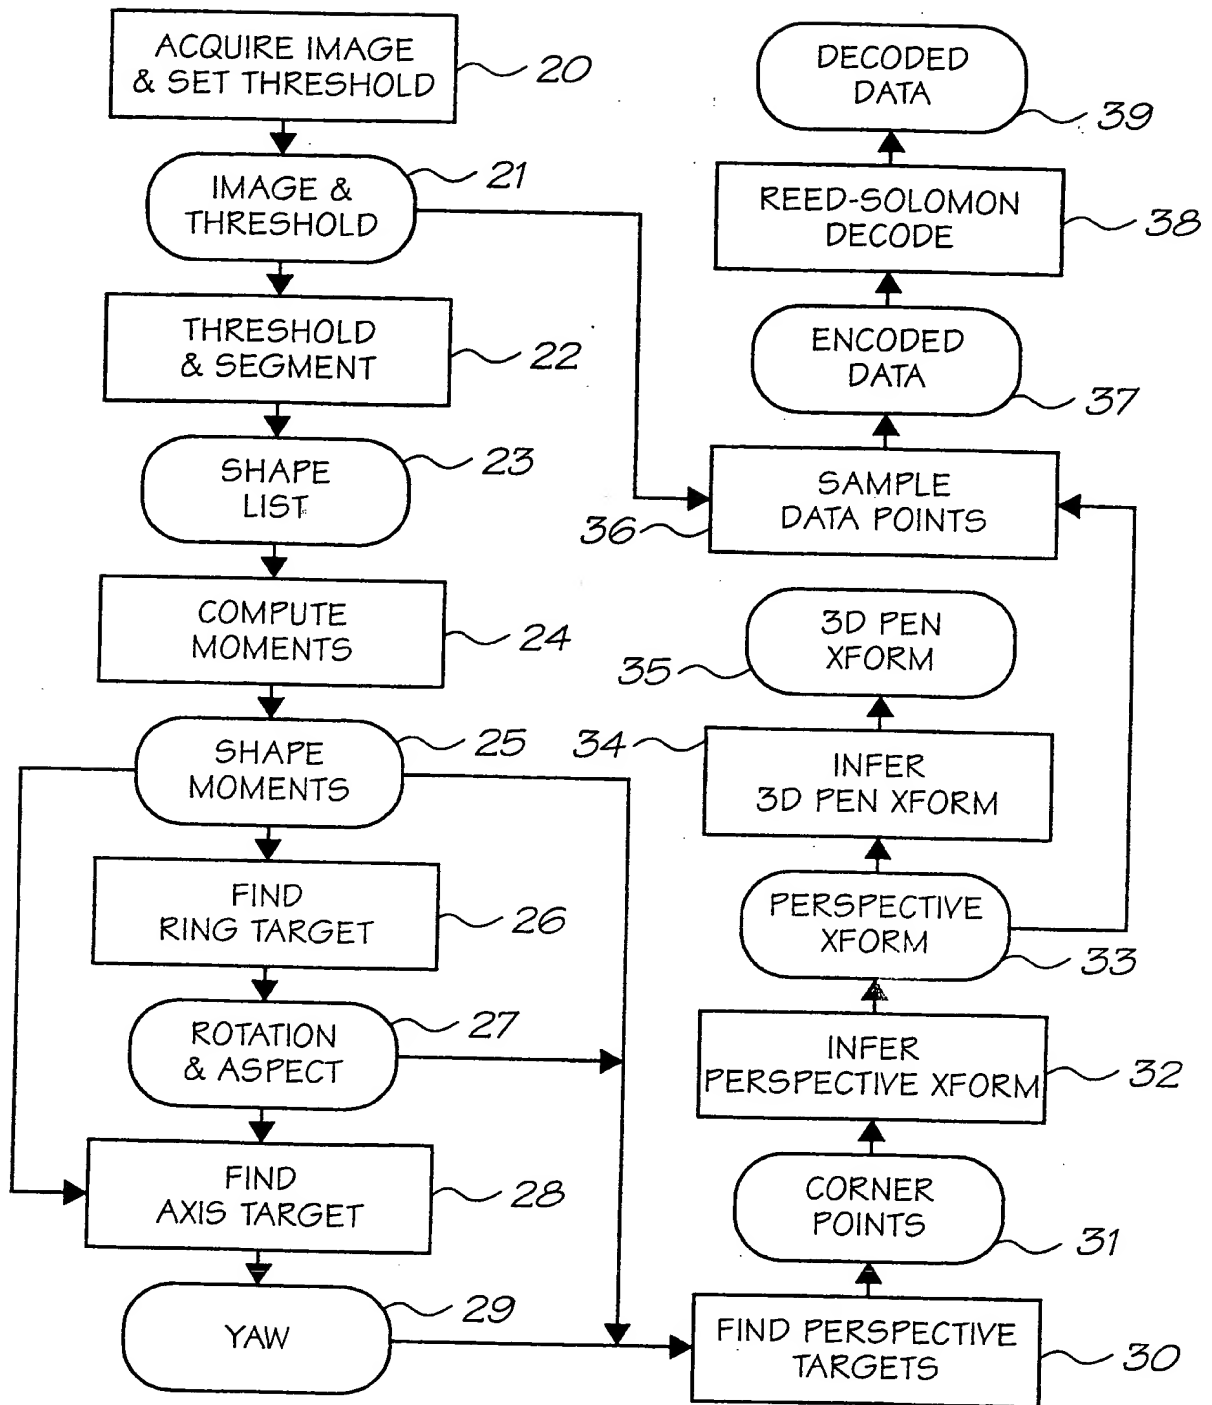 ACQUIRE IMAGE
& SET THRESHOLD
20
IMAGE &
THRESHOLD
21
THRESHOLD
& SEGMENT
22
SHAPE
LIST
23
COMPUTE
MOMENTS
24
SHAPE
MOMENTS
25
FIND
RING TARGET
26
ROTATION
& ASPECT
27
FIND
AXIS TARGET
28
YAW
29
FIND PERSPECTIVE
TARGETS
30
CORNER
POINTS
31
INFER
PERSPECTIVE XFORM
32
PERSPECTIVE
XFORM
33
INFER
3D PEN XFORM
34
3D PEN
XFORM
35
SAMPLE
DATA POINTS
36
ENCODED
DATA
37
REED-SOLOMON
DECODE
38
DECODED
DATA
39